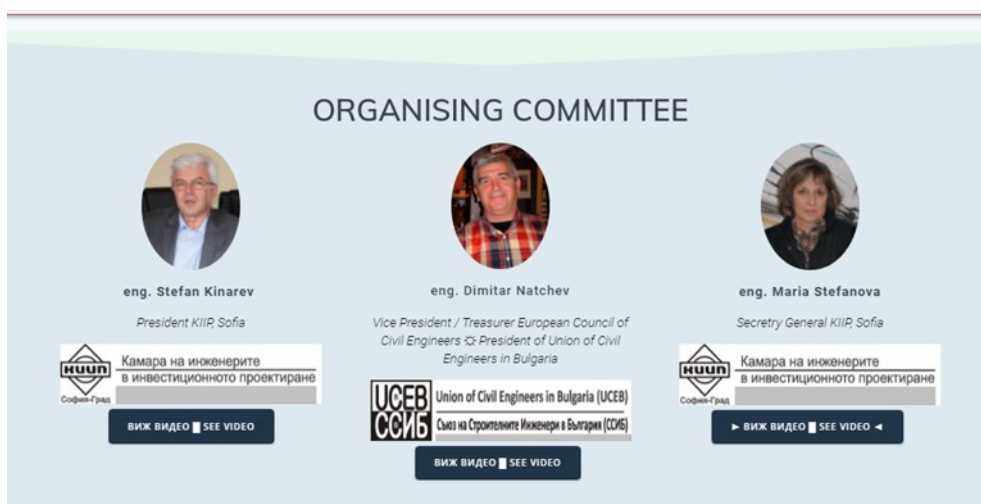 ORGANISING COMMITTEE
eng. Stefan Kinarev
President KIIP, Sofia
КИИП
София-Град
Камара на инженерите
в инвестиционното проектиране
ВИЖ ВИДЕО █ SEE VIDEO
eng. Dimitar Natchev
Vice President / Treasurer European Council of
Civil Engineers ⛭ President of Union of Civil
Engineers in Bulgaria
UCEB
ССИБ
Union of Civil Engineers in Bulgaria (UCEB)
Съюз на Строителните Инженери в България (ССИБ)
ВИЖ ВИДЕО █ SEE VIDEO
eng. Maria Stefanova
Secretry General KIIP, Sofia
КИИП
София-Град
Камара на инженерите
в инвестиционното проектиране
► ВИЖ ВИДЕО █ SEE VIDEO ◄